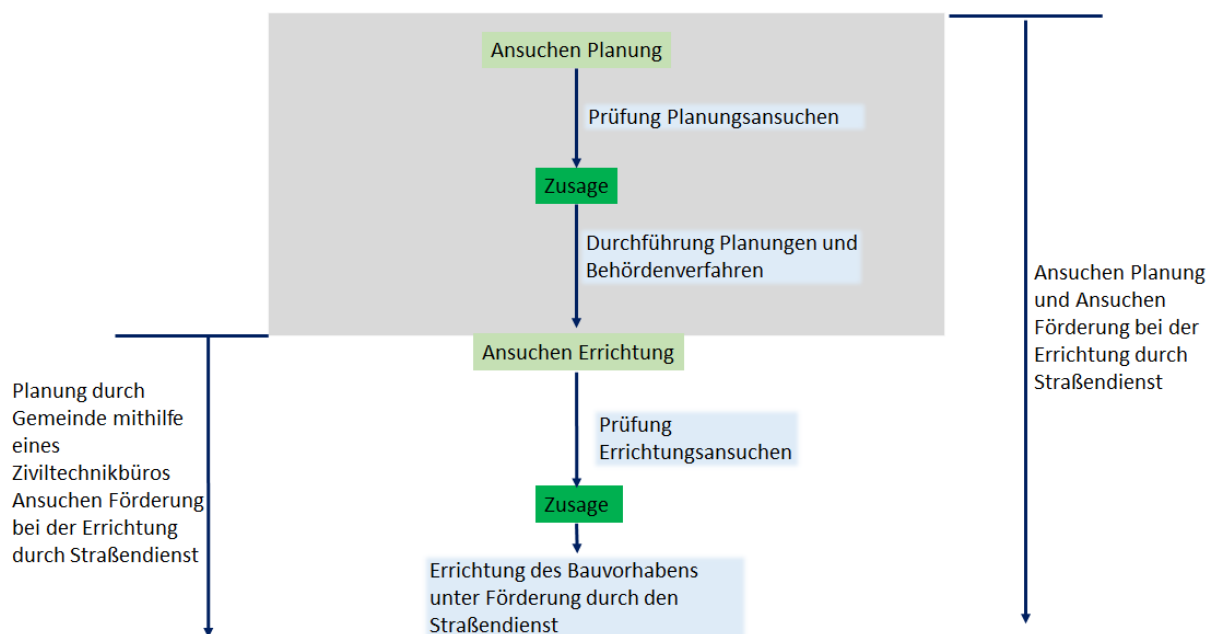 Ansuchen Planung
Prüfung Planungsansuchen
Zusage
Durchführung Planungen und
Behördenverfahren
Ansuchen Errichtung
Prüfung
Errichtungsansuchen
Zusage
Errichtung des Bauvorhabens
unter Förderung durch den
Straßendienst
Planung durch
Gemeinde mithilfe
eines
Ziviltechnikbüros
Ansuchen Förderung
bei der Errichtung
durch Straßendienst
Ansuchen Planung
und Ansuchen
Förderung bei der
Errichtung durch
Straßendienst